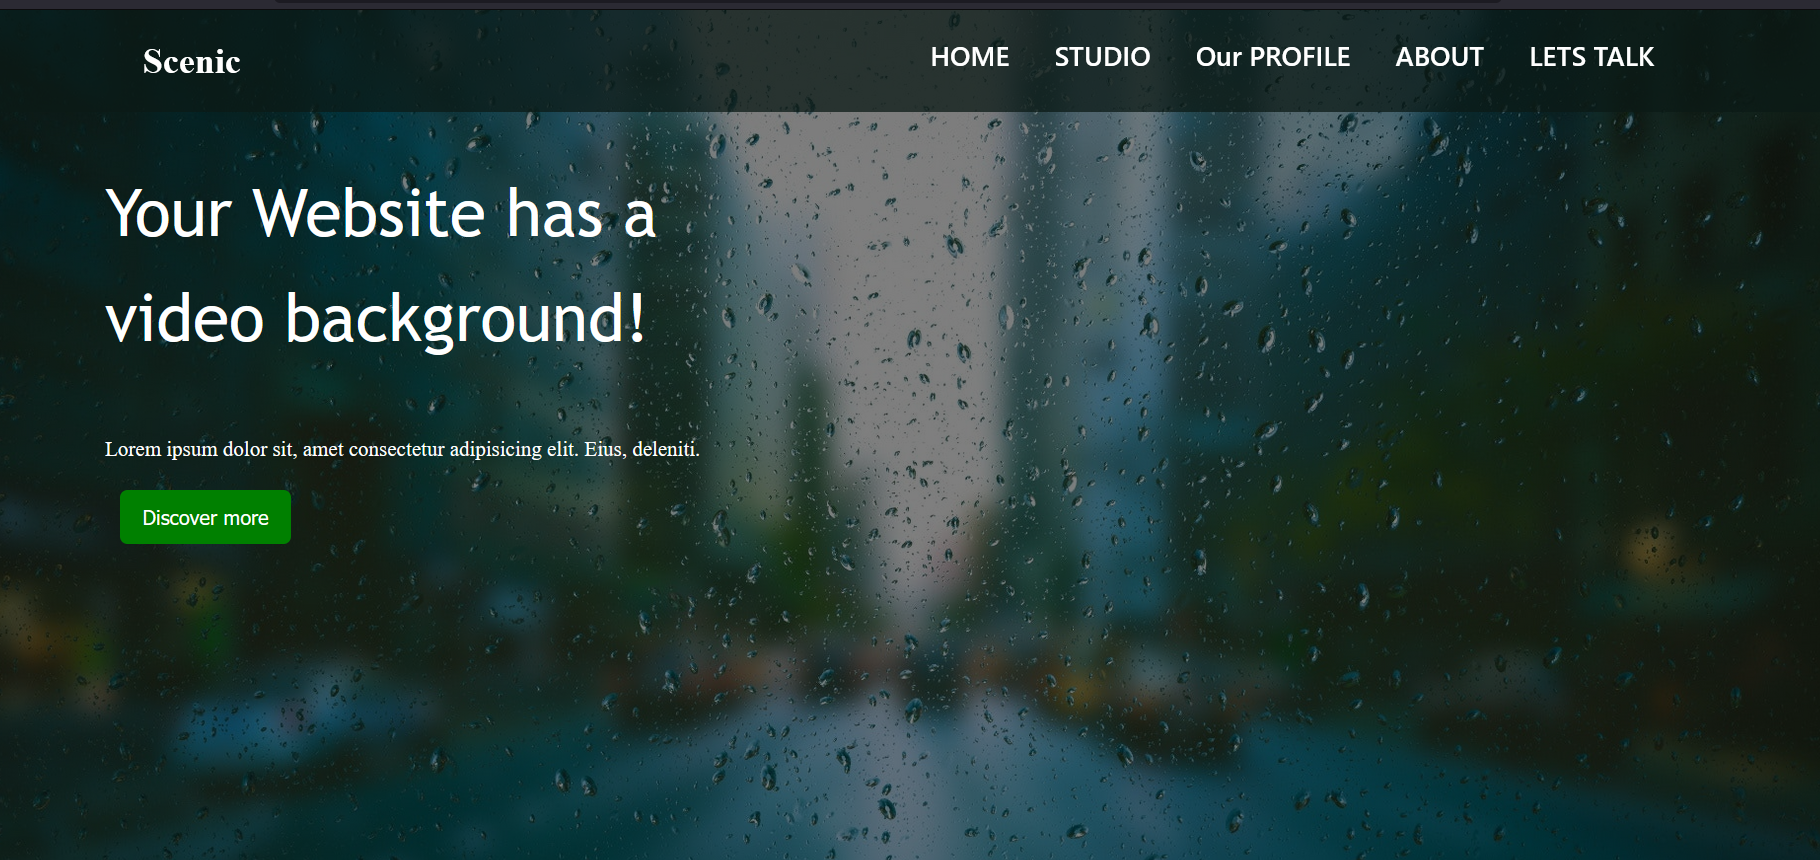 Scenic
HOME STUDIO Our PROFILE ABOUT LETS TALK
Your Website has a
video background!
Lorem ipsum dolor sit, amet consectetur adipisicing elit. Eius, deleniti.
Discover more